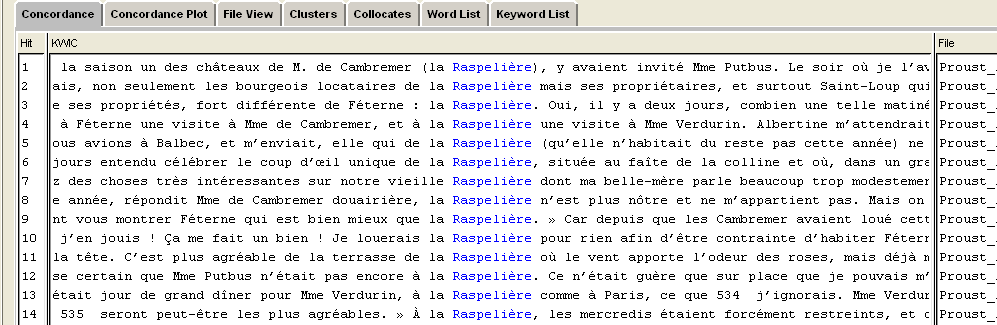 Concordance Concordance Plot File View Clusters Collocates Word List Keyword List
Hit KWIC File
1 la saison un des châteaux de M. de Cambremer (la Raspelière), y avaient invité Mme Putbus. Le soir où je l'av Proust_
2 ais, non seulement les bourgeois locataires de la Raspelière mais ses propriétaires, et surtout Saint-Loup qui Proust_
3 e ses propriétés, fort différente de Féterne : la Raspelière. Oui, il y a deux jours, combien une telle matiné Proust_
4 à Féterne une visite à Mme de Cambremer, et à la Raspelière une visite à Mme Verdurin. Albertine m'attendrait Proust_
5 ous avions à Balbec, et m'enviait, elle qui de la Raspelière (qu'elle n'habitait du reste pas cette année) ne Proust_
6 jours entendu célébrer le coup d'œil unique de la Raspelière, située au faîte de la colline et où, dans un gra Proust_
7 z des choses très intéressantes sur notre vieille Raspelière dont ma belle-mère parle beaucoup trop modestemen Proust_
8 e année, répondit Mme de Cambremer douairière, la Raspelière n'est plus nôtre et ne m'appartient pas. Mais on Proust_
9 nt vous montrer Féterne qui est bien mieux que la Raspelière. » Car depuis que les Cambremer avaient loué cett Proust_
10 j'en jouis ! Ça me fait un bien ! Je louerais la Raspelière pour rien afin d'être contrainte d'habiter Fétern Proust_
11 la tête. C'est plus agréable de la terrasse de la Raspelière où le vent apporte l'odeur des roses, mais déjà m Proust_
12 se certain que Mme Putbus n'était pas encore à la Raspelière. Ce n'était guère que sur place que je pouvais m' Proust_
13 était jour de grand dîner pour Mme Verdurin, à la Raspelière comme à Paris, ce que 534 j'ignorais. Mme Verdur Proust_
14 535 seront peut-être les plus agréables. » À la Raspelière, les mercredis étaient forcément restreints, et c Proust_